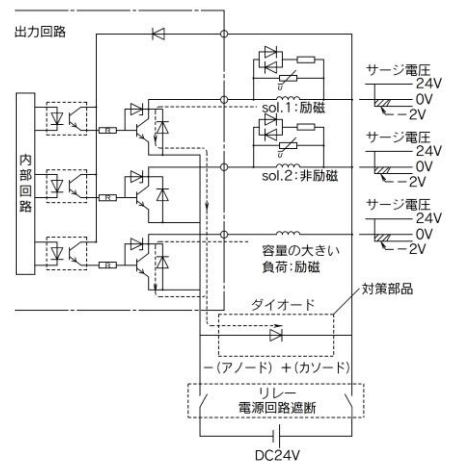 出力回路
サージ電圧
24V
0V
−2V
内部回路
R
sol.1:励磁
U
サージ電圧
24V
0V
−2V
R
sol.2:非励磁
U
サージ電圧
24V
0V
−2V
R
容量の大きい
負荷:励磁
対策部品
ダイオード
−(アノード) +(カソード)
リレー
電源回路遮断
DC24V